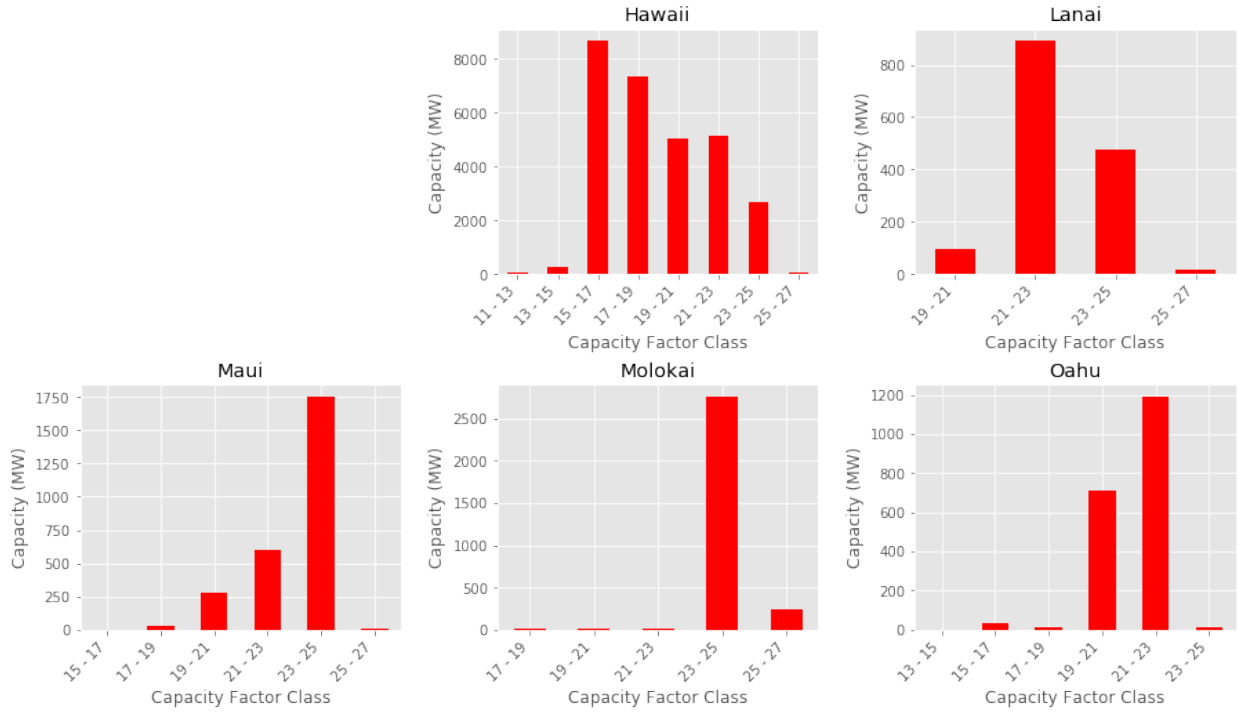 Hawaii
Capacity (MW)
8000
6000
4000
2000
0
11 - 13
13 - 15
15 - 17
17 - 19
19 - 21
21 - 23
23 - 25
25 - 27
Capacity Factor Class
Lanai
Capacity (MW)
800
600
400
200
0
19 - 21
21 - 23
23 - 25
25 - 27
Capacity Factor Class
Maui
Capacity (MW)
1750
1500
1250
1000
750
500
250
0
15 - 17
17 - 19
19 - 21
21 - 23
23 - 25
25 - 27
Capacity Factor Class
Molokai
Capacity (MW)
2500
2000
1500
1000
500
0
17 - 19
19 - 21
21 - 23
23 - 25
25 - 27
Capacity Factor Class
Oahu
Capacity (MW)
1200
1000
800
600
400
200
0
13 - 15
15 - 17
17 - 19
19 - 21
21 - 23
23 - 25
Capacity Factor Class